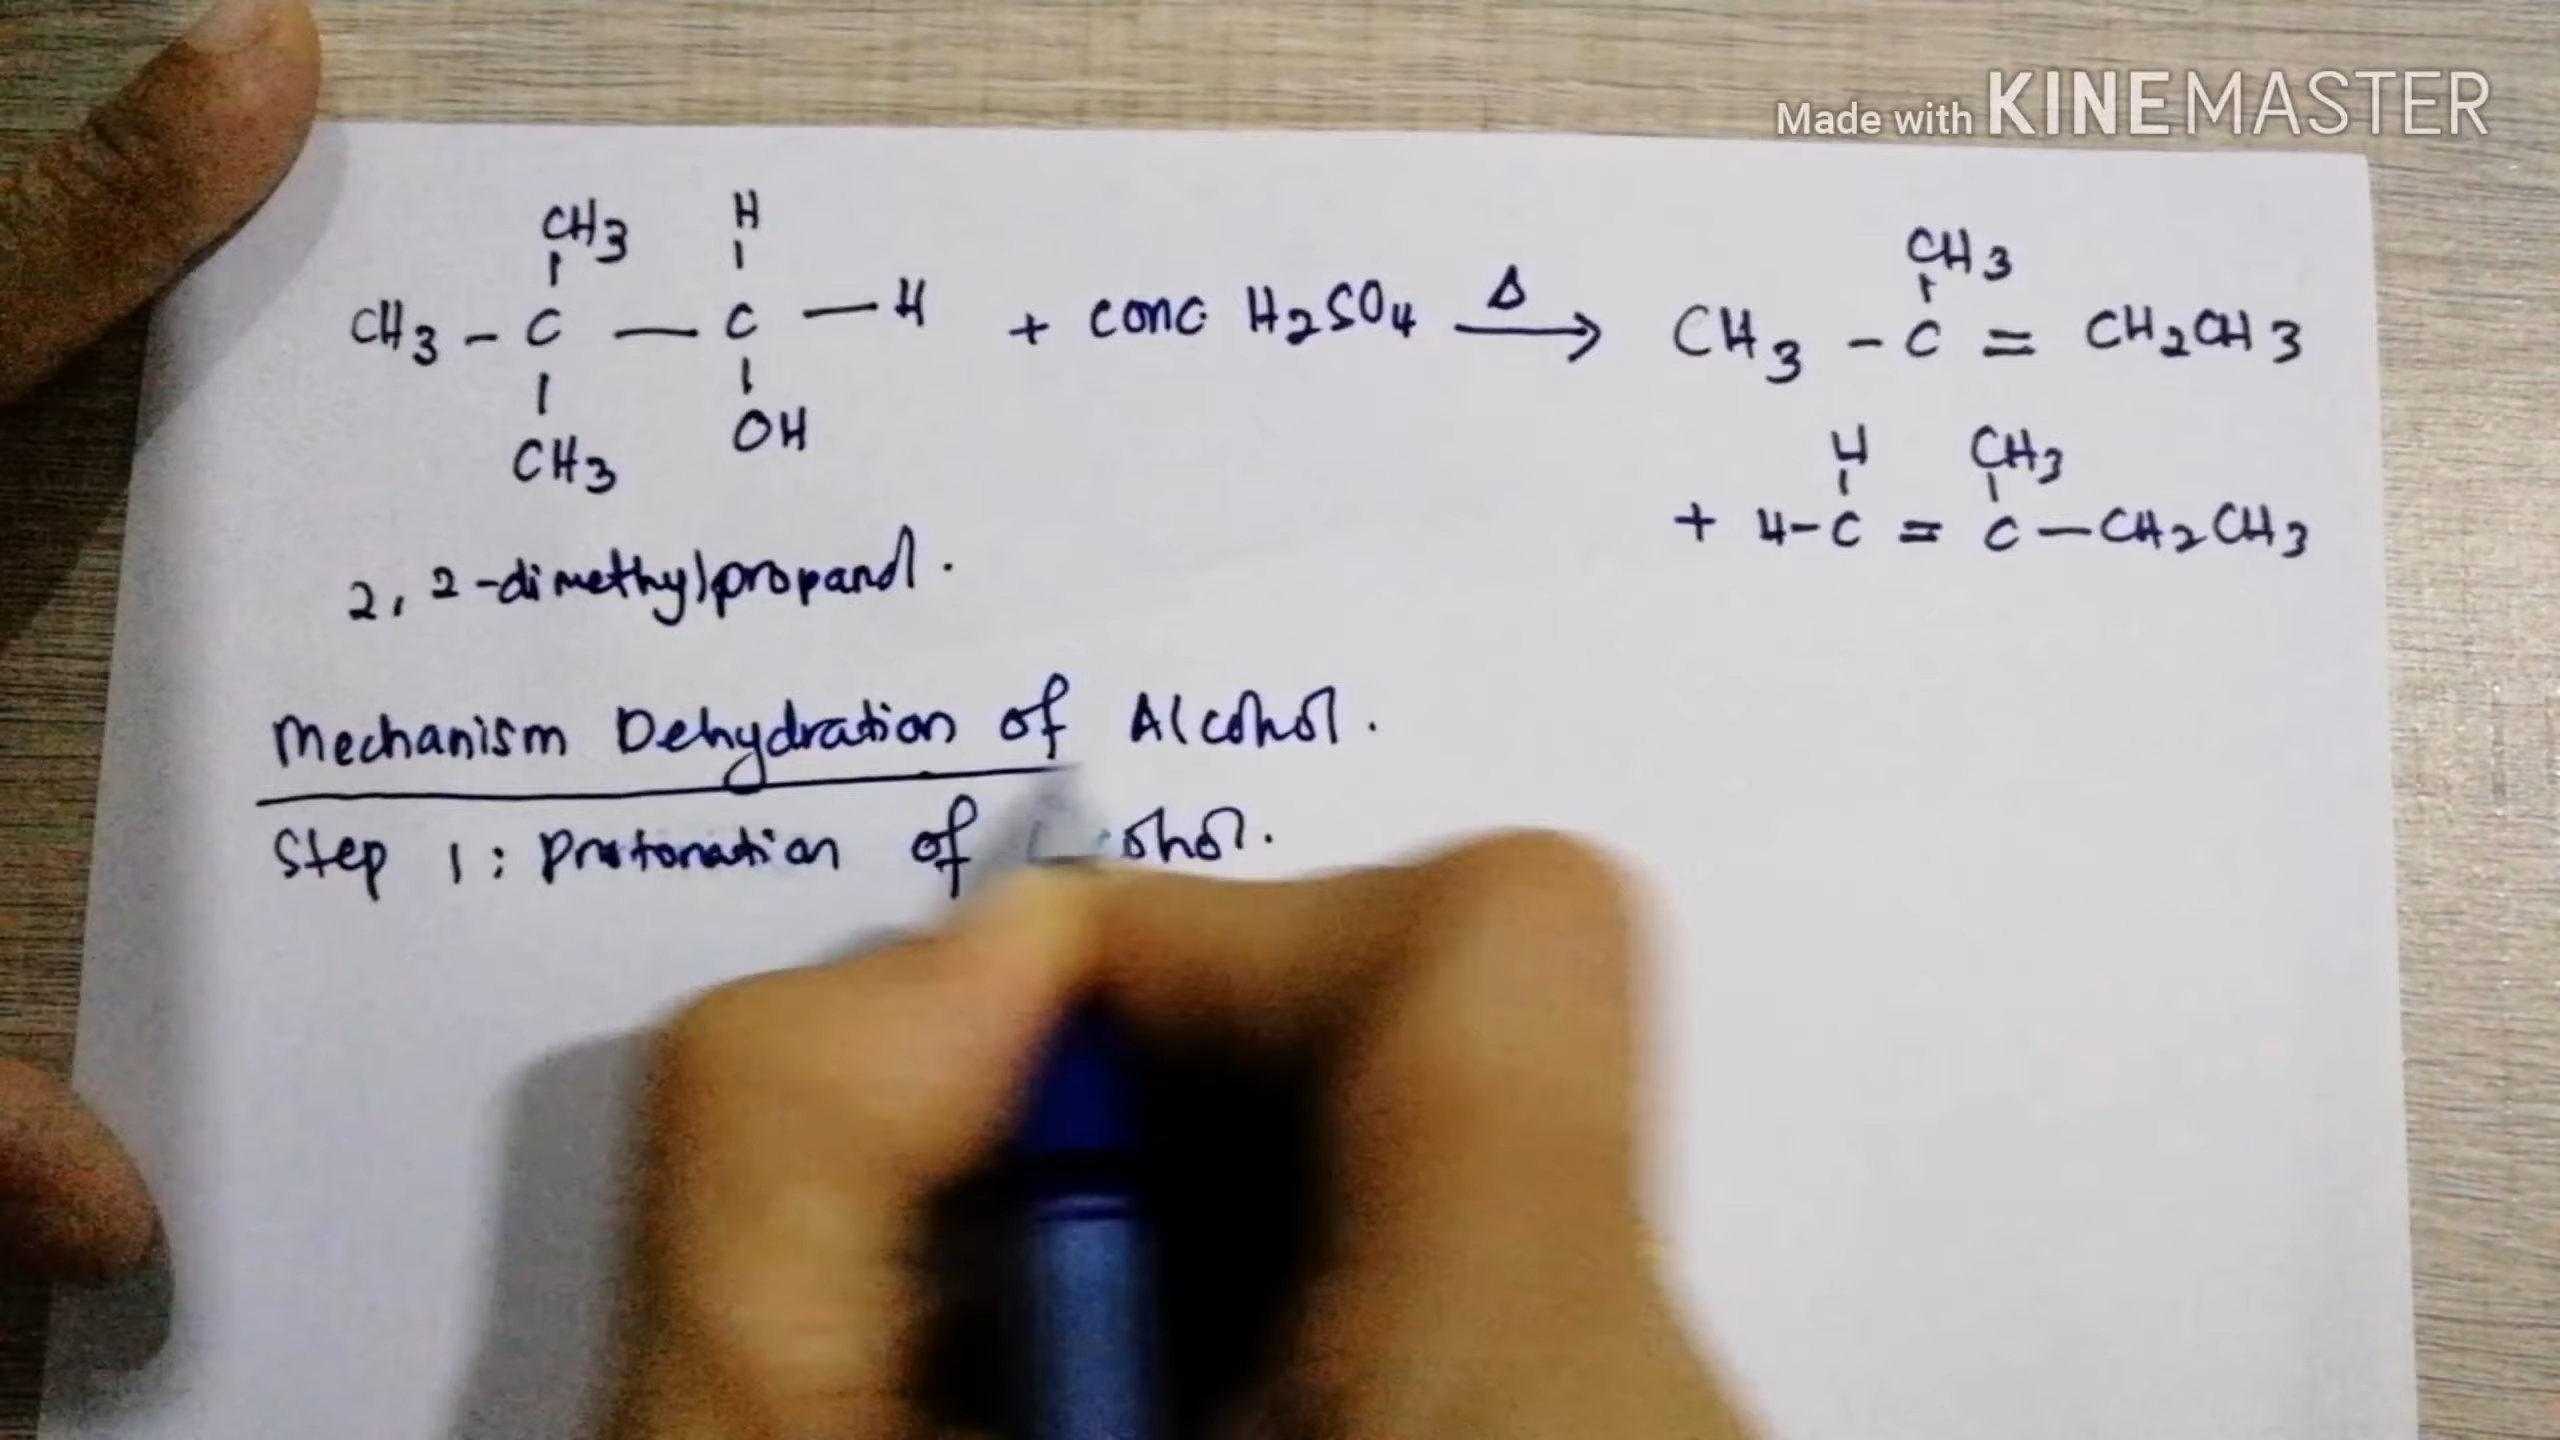 Made with KINEMASTER
CH3 H
CH3 - C — C — H + conc H2SO4 Δ →
CH3 OH
CH3
CH3 - C = CH2CH3
H CH3
+ H - C = C — CH2CH3
2, 2-dimethylpropanol.
Mechanism Dehydration of Alcohol.
Step 1: Protonation of